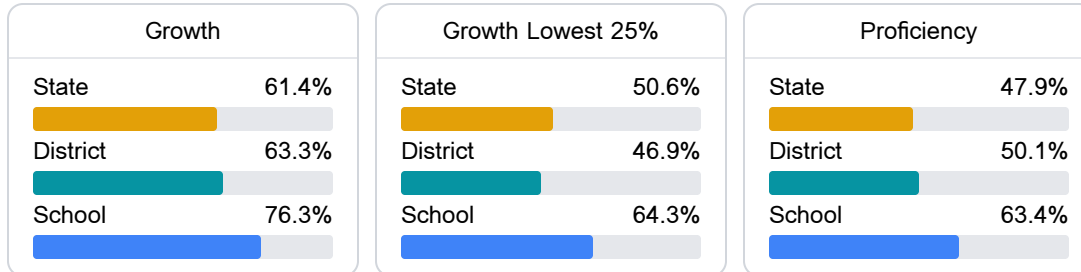 Growth
State 61.4%
District 63.3%
School 76.3%
Growth Lowest 25%
State 50.6%
District 46.9%
School 64.3%
Proficiency
State 47.9%
District 50.1%
School 63.4%